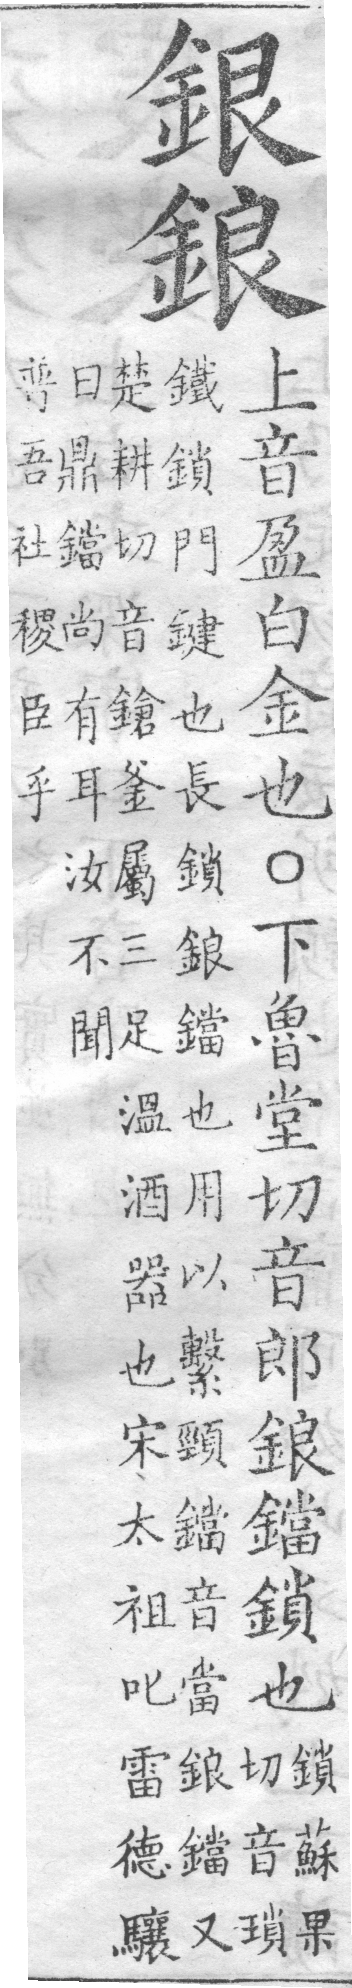 銀鋃
上音盈白金也○下魯堂切音郎鋃鐺鎖也鎖蘇果
切音瑣
鐵鎖門鍵也長鎖鋃鐺也用以繫頸鐺音當鋃鐺又
楚耕切音鎗釜屬三足溫酒器也宋太祖叱雷德驤
曰鼎鐺尚有耳汝不聞
普吾社稷臣乎